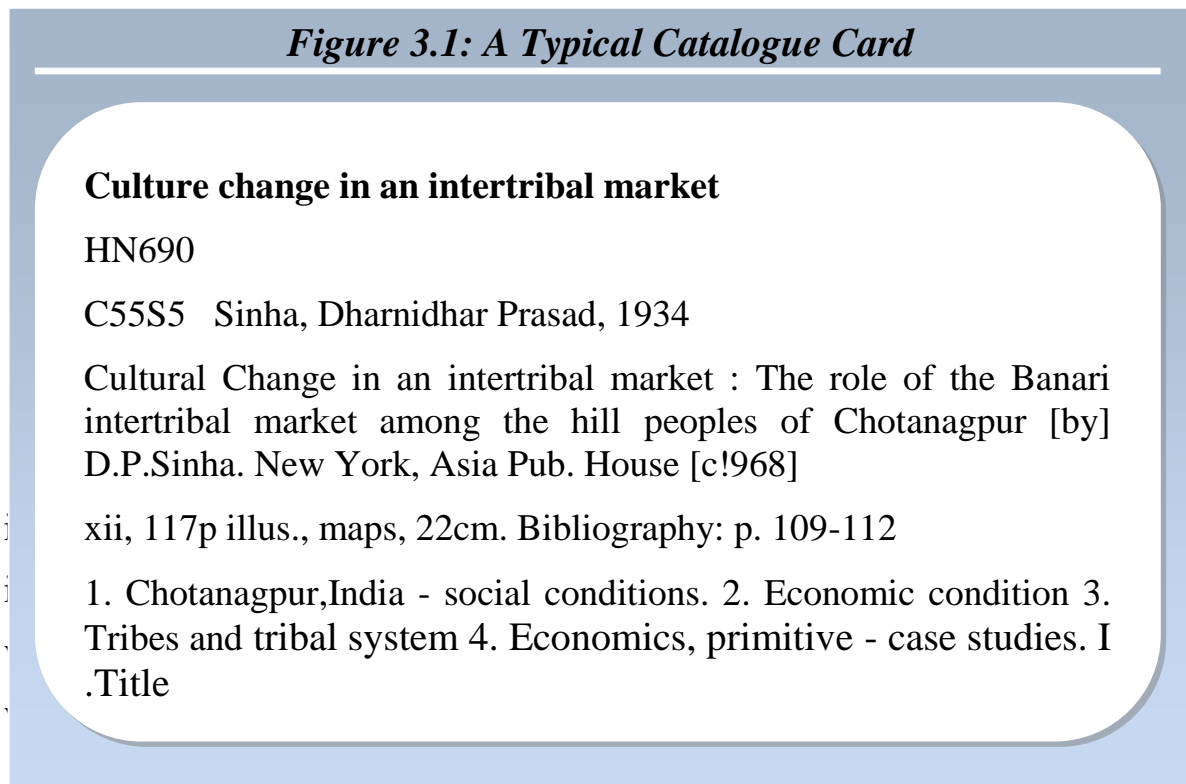 Figure 3.1: A Typical Catalogue Card
Culture change in an intertribal market
HN690
C55S5 Sinha, Dharnidhar Prasad, 1934
Cultural Change in an intertribal market : The role of the Banari
intertribal market among the hill peoples of Chotanagpur [by]
D.P.Sinha. New York, Asia Pub. House [c!968]
xii, 117p illus., maps, 22cm. Bibliography: p. 109-112
1. Chotanagpur,India - social conditions. 2. Economic condition 3.
Tribes and tribal system 4. Economics, primitive - case studies. I
.Title